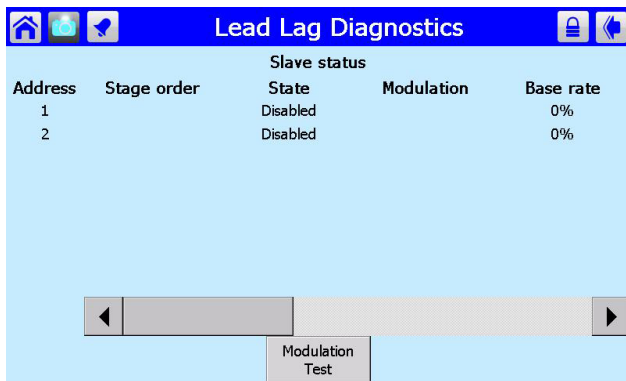 Lead Lag Diagnostics
Slave status
Address Stage order State Modulation Base rate
1 Disabled 0%
2 Disabled 0%
Modulation
Test